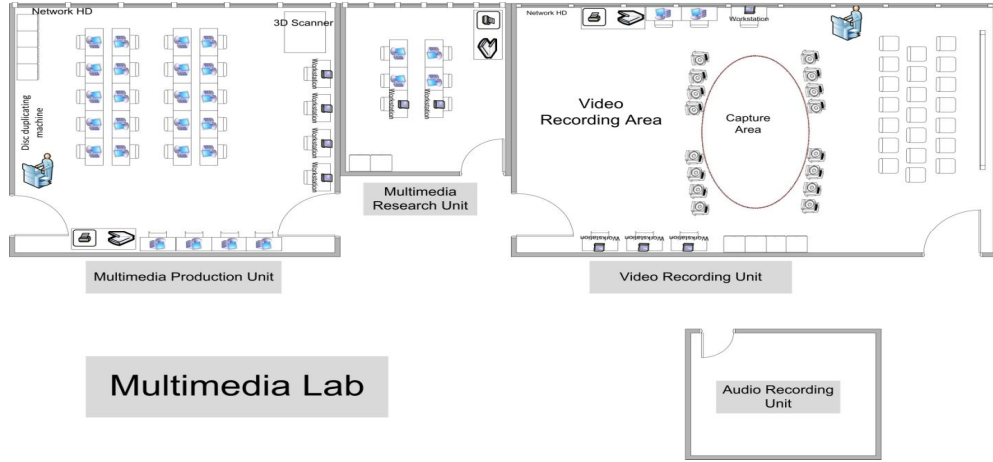 Network HD
3D Scanner
Disc duplicating
machine
Workstation
Workstation
Workstation
Workstation
Workstation
Workstation
Multimedia
Research Unit
Multimedia Production Unit
Network HD
Workstation
Video
Recording Area
Capture
Area
Workstation
Workstation
Workstation
Video Recording Unit
Multimedia Lab
Audio Recording
Unit